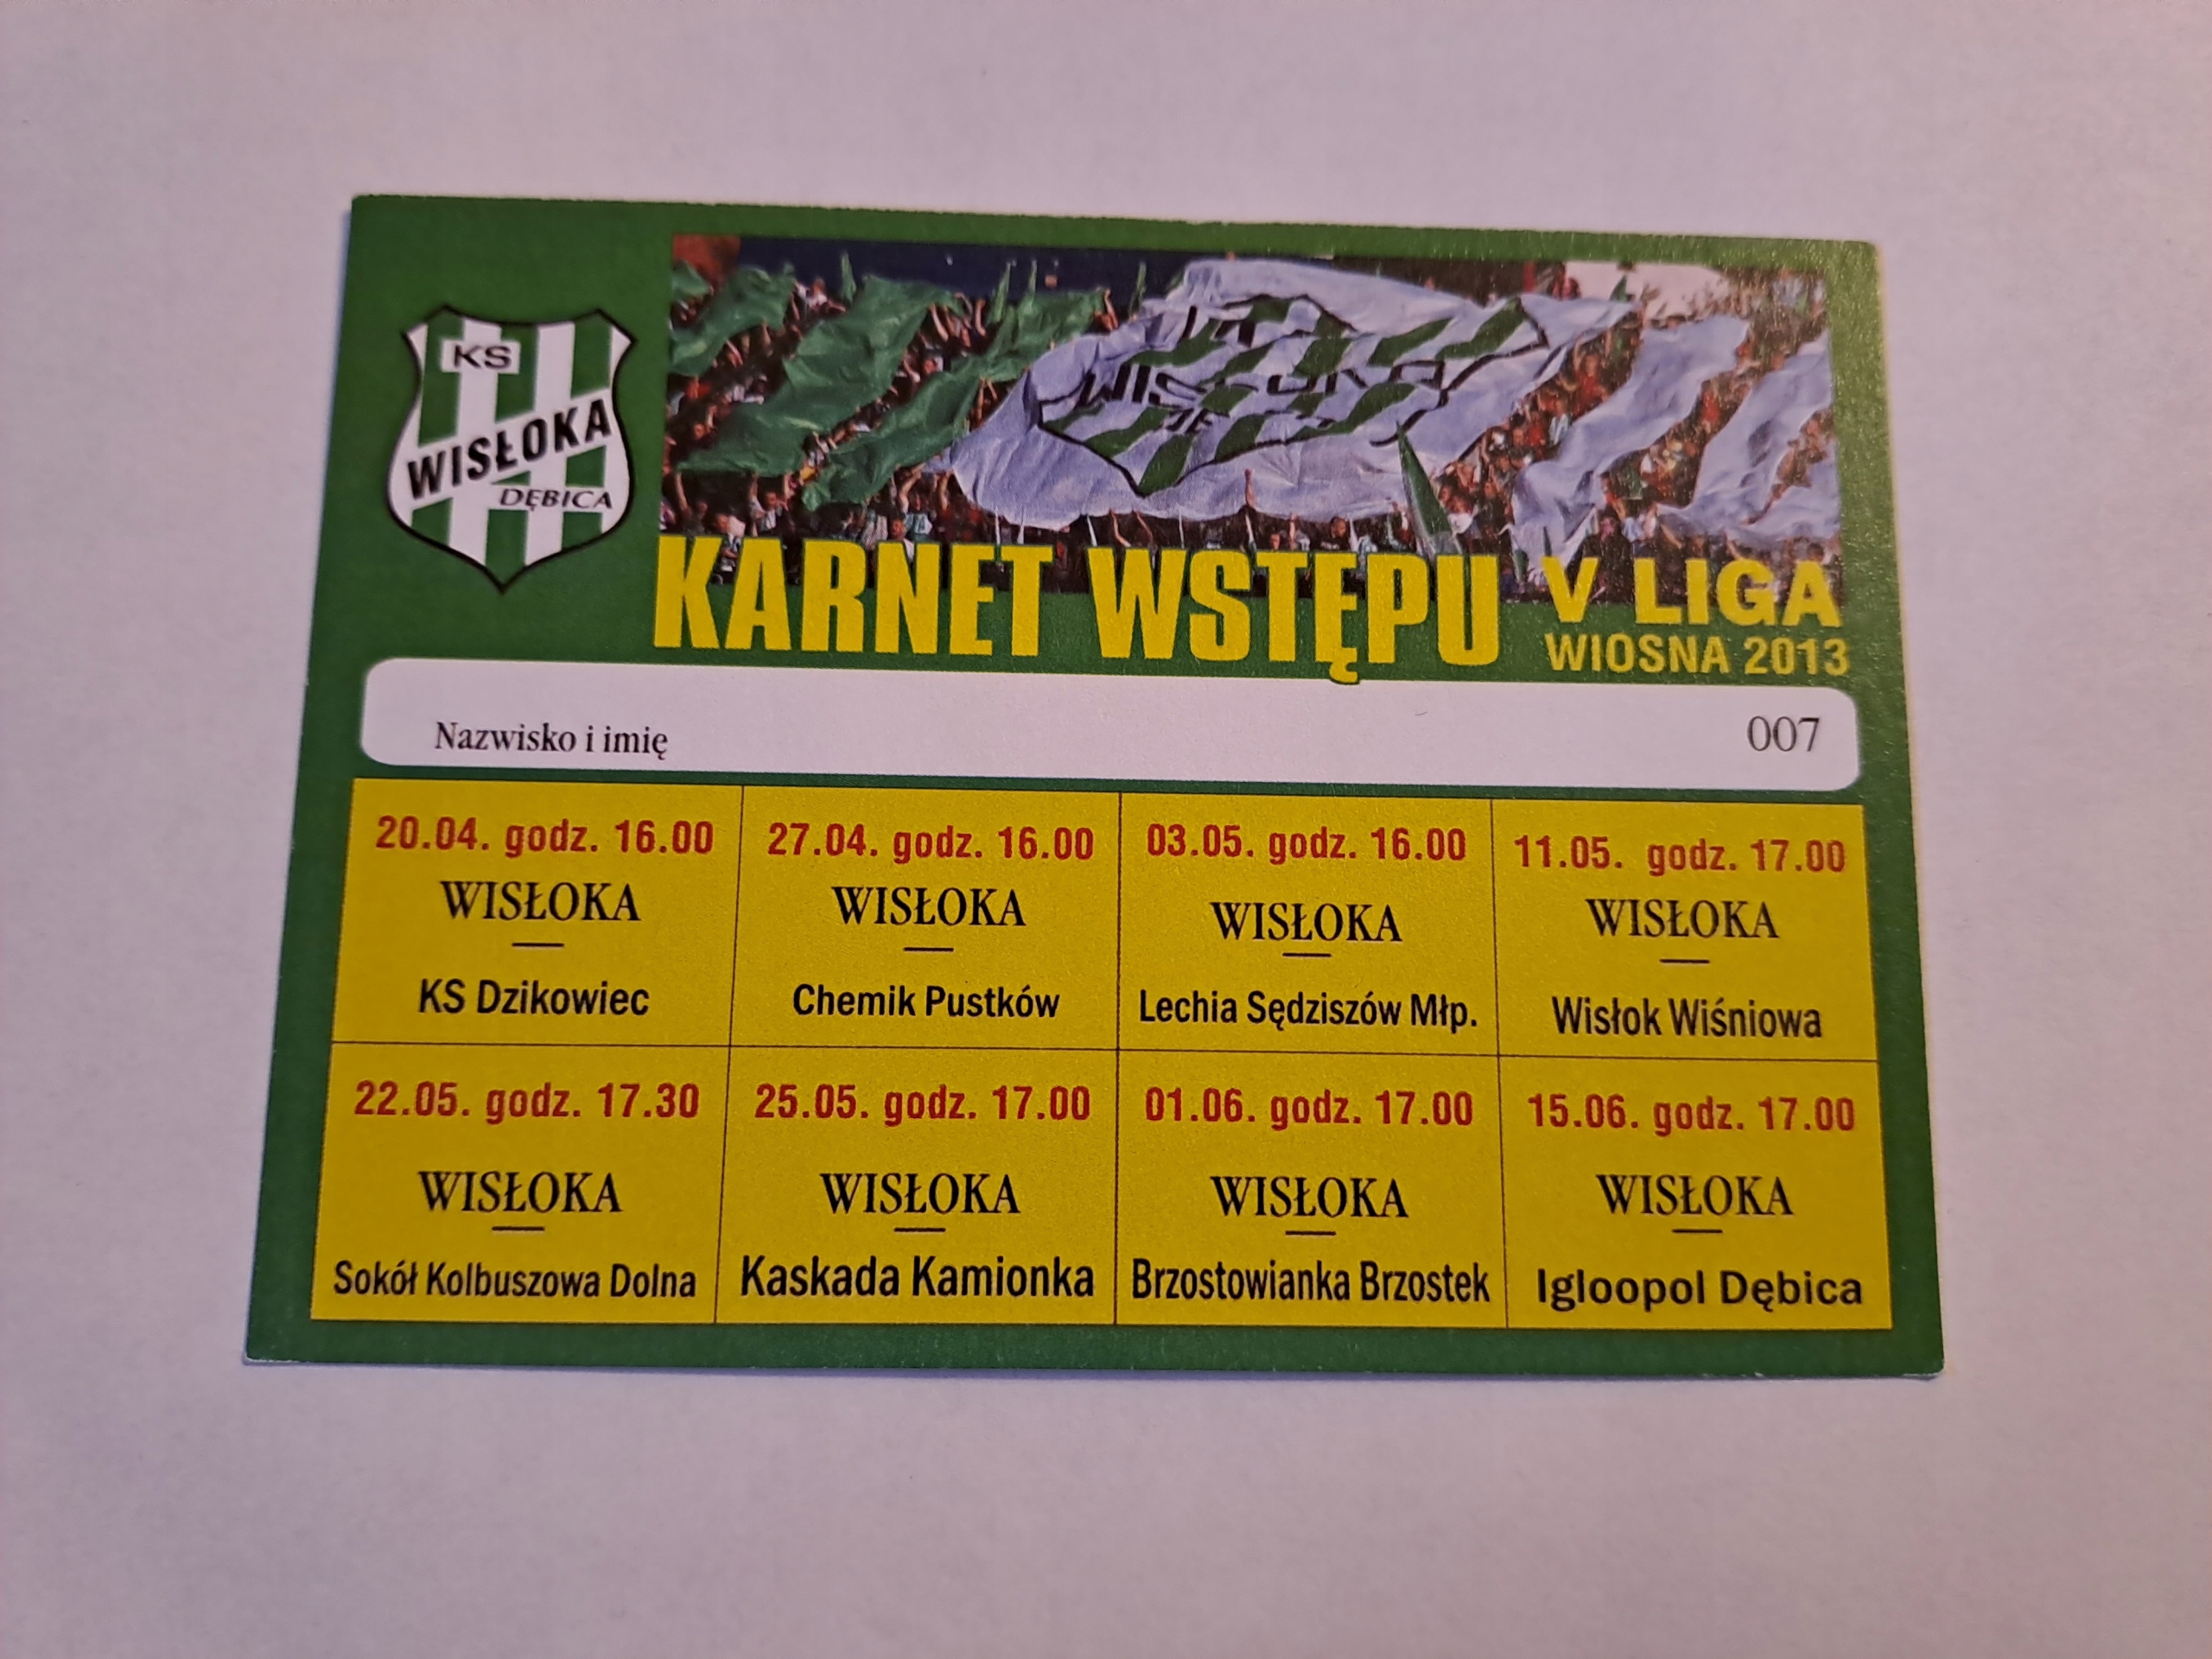 KS
WISŁOKA
DĘBICA
WISŁOKA
KARNET WSTĘPU
V LIGA
WIOSNA 2013
Nazwisko i imię
007
20.04. godz. 16.00
WISŁOKA
—
KS Dzikowiec
27.04. godz. 16.00
WISŁOKA
—
Chemik Pustków
03.05. godz. 16.00
WISŁOKA
—
Lechia Sędziszów Młp.
11.05. godz. 17.00
WISŁOKA
—
Wisłok Wiśniowa
22.05. godz. 17.30
WISŁOKA
—
Sokół Kolbuszowa Dolna
25.05. godz. 17.00
WISŁOKA
—
Kaskada Kamionka
01.06. godz. 17.00
WISŁOKA
—
Brzostowianka Brzostek
15.06. godz. 17.00
WISŁOKA
—
Igloopol Dębica